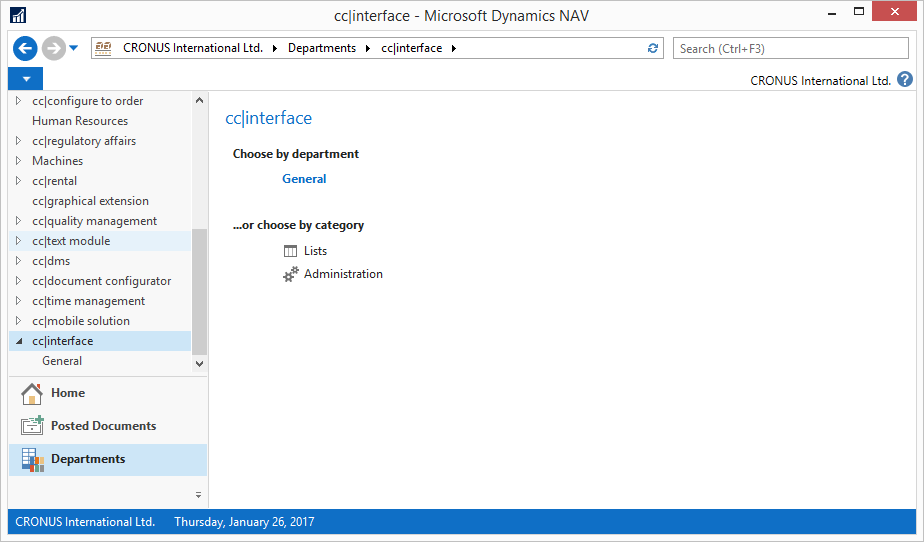 cc|interface - Microsoft Dynamics NAV
CRONUS International Ltd. Departments cc|interface
Search (Ctrl+F3)
CRONUS International Ltd.
cc|configure to order
Human Resources
cc|regulatory affairs
Machines
cc|rental
cc|graphical extension
cc|quality management
cc|text module
cc|dms
cc|document configurator
cc|time management
cc|mobile solution
cc|interface
General
Home
Posted Documents
Departments
cc|interface
Choose by department
General
...or choose by category
Lists
Administration
CRONUS International Ltd. Thursday, January 26, 2017